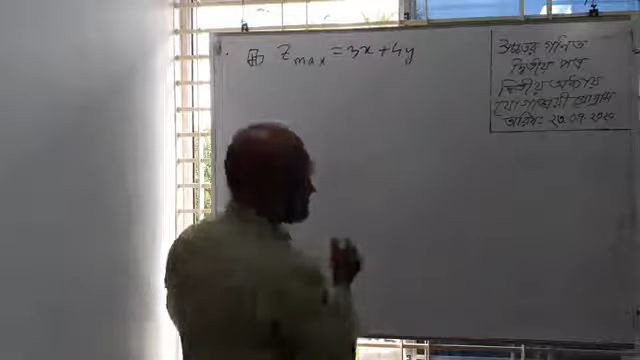 Z max = 3x + 4y
উচ্চতর গণিত
দ্বিতীয় পত্র
দ্বিতীয় অধ্যায়
যোগাশ্রয়ী প্রোগ্রাম
তারিখ: ২৩.০৭.২০২০